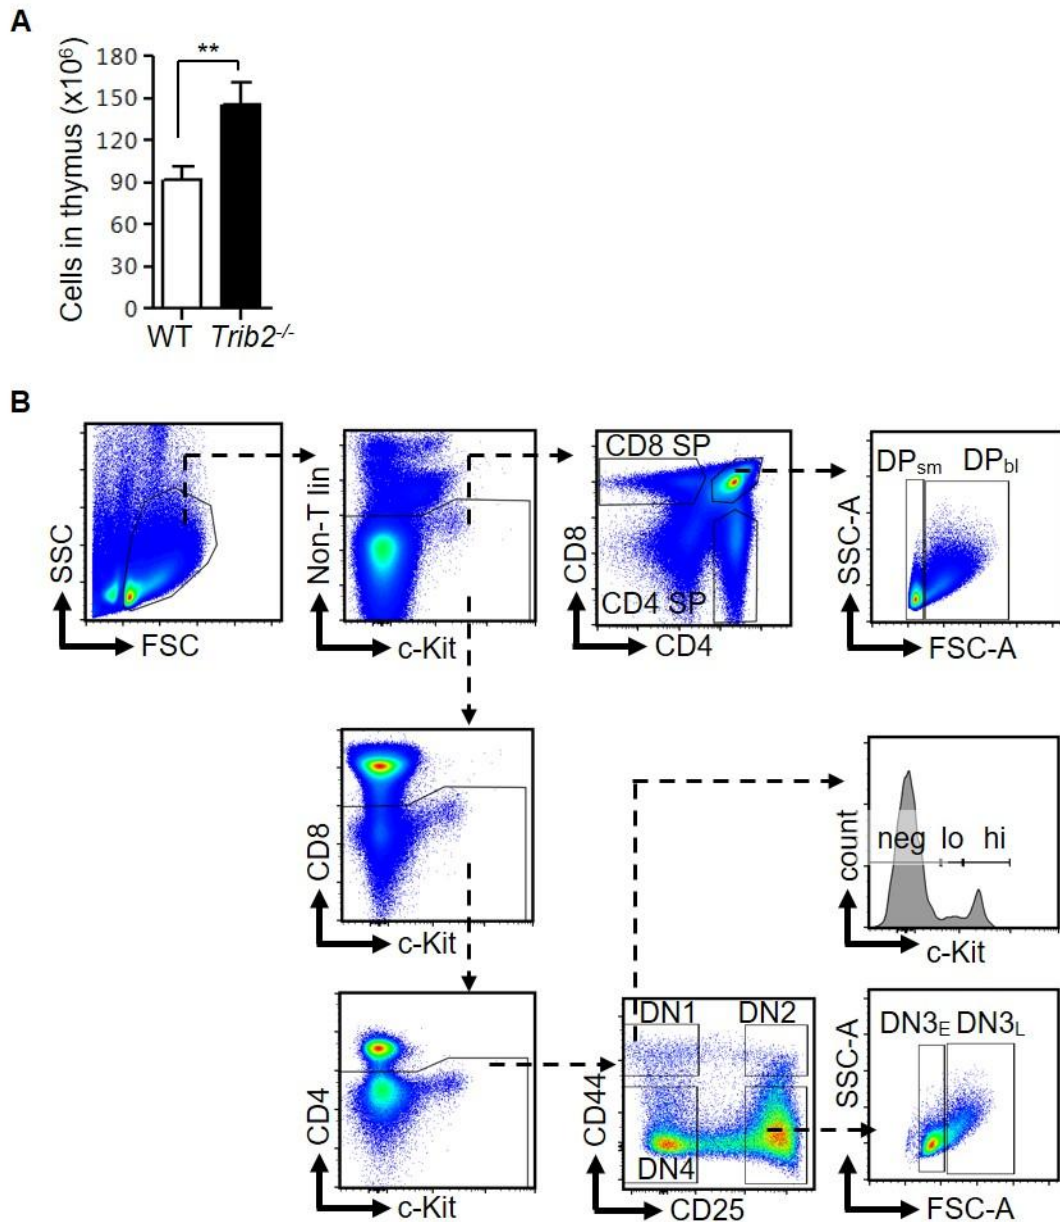 A
Cells in thymus (x10⁶)
180
150
120
90
60
30
0
**
WT Trib2⁻/⁻
B
SSC
FSC
Non-T lin
c-Kit
CD8 SP
CD4 SP
CD8
CD4
DPsm DPbl
SSC-A
FSC-A
CD8
c-Kit
neg lo hi
count
c-Kit
CD4
c-Kit
DN1 DN2
DN4
CD44
CD25
DN3E DN3L
SSC-A
FSC-A